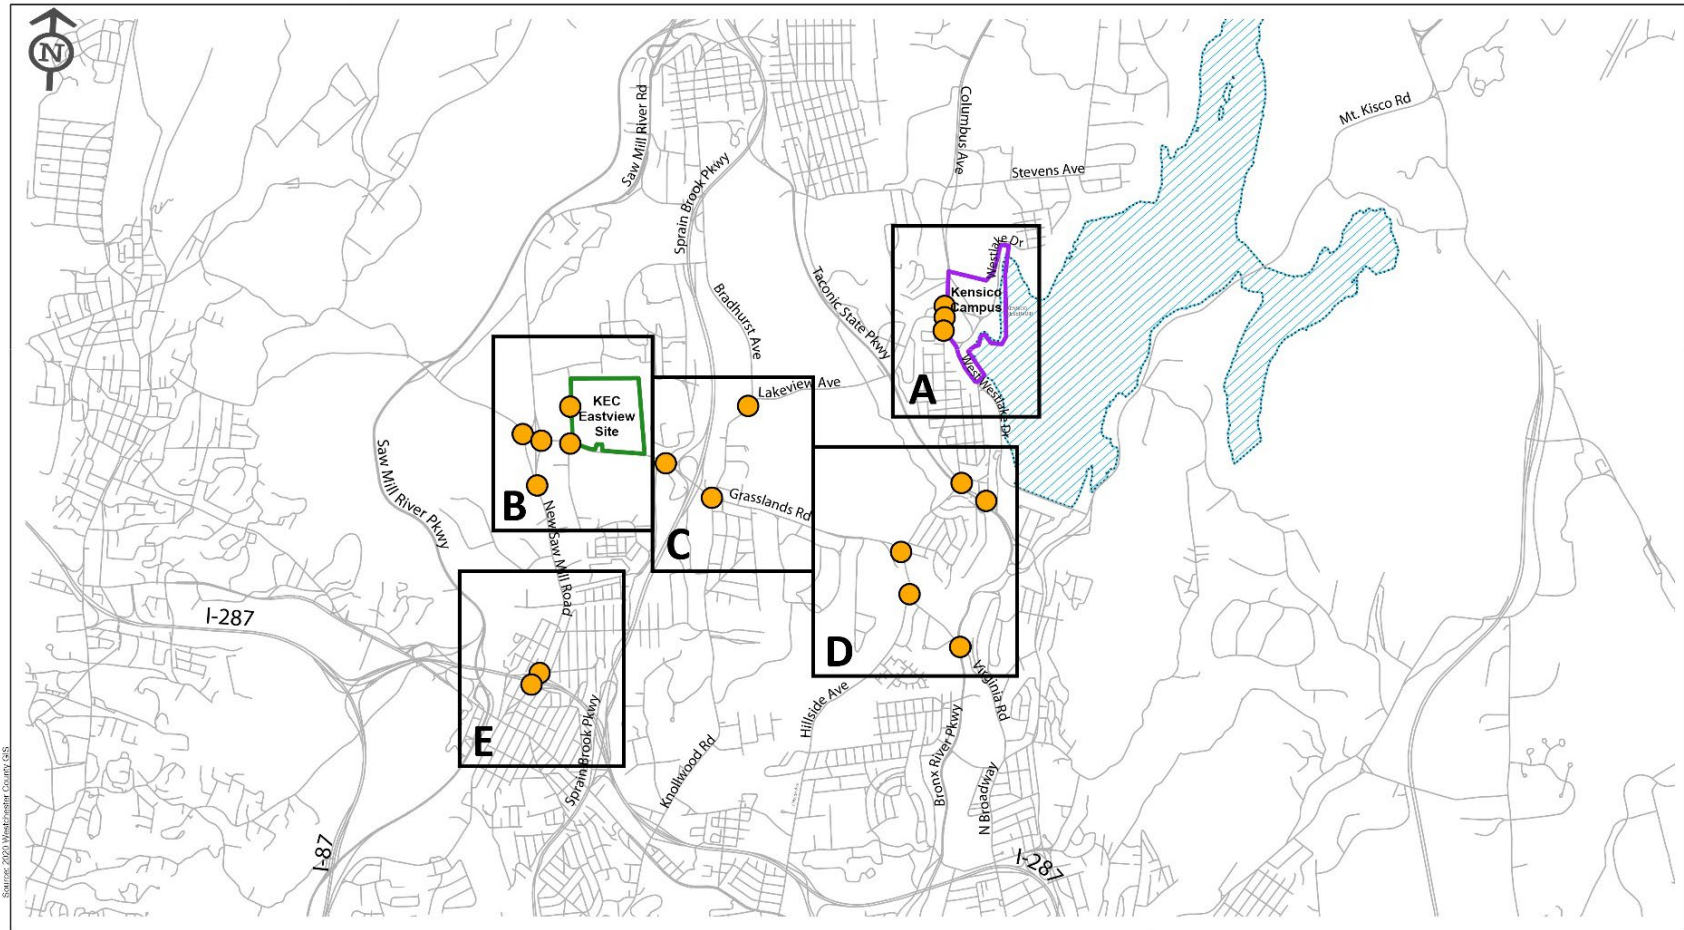 N
Saw Mill River Rd
Columbus Ave
Mt. Kisco Rd
Sprain Brook Pkwy
Stevens Ave
Westlake Dr
Taconic State Pkwy
Bradhurst Ave
Kensico
Campus
West Westlake Dr
A
Lakeview Ave
KEC
Eastview
Site
B
Saw Mill River Pkwy
New Saw Mill Road
Grasslands Rd
C
I-287
D
Virginia Rd
Hillside Ave
E
Sprain Brook Pkwy
Knollwood Rd
Bronx River Pkwy
N Broadway
I-87
I-287
Source: 2020 Westchester County GIS